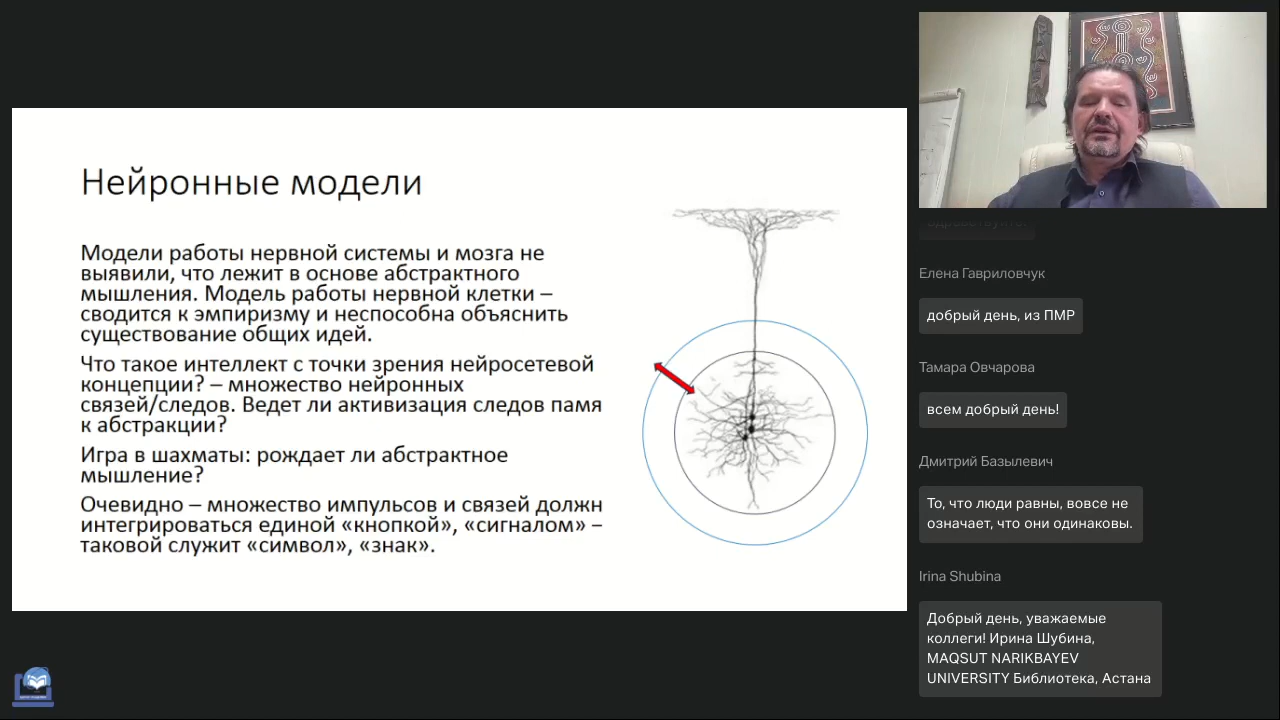 Нейронные модели
Модели работы нервной системы и мозга не
выявили, что лежит в основе абстрактного
мышления. Модель работы нервной клетки –
сводится к эмпиризму и неспособна объяснить
существование общих идей.
Что такое интеллект с точки зрения нейросетевой
концепции? – множество нейронных
связей/следов. Ведет ли активизация следов памя
к абстракции?
Игра в шахматы: рождает ли абстрактное
мышление?
Очевидно – множество импульсов и связей должн
интегрироваться единой «кнопкой», «сигналом» –
таковой служит «символ», «знак».
Елена Гавриловчук
добрый день, из ПМР
Тамара Овчарова
всем добрый день!
Дмитрий Базылевич
То, что люди равны, вовсе не
означает, что они одинаковы.
Irina Shubina
Добрый день, уважаемые
коллеги! Ирина Шубина,
MAQSUT NARIKBAYEV
UNIVERSITY Библиотека, Астана